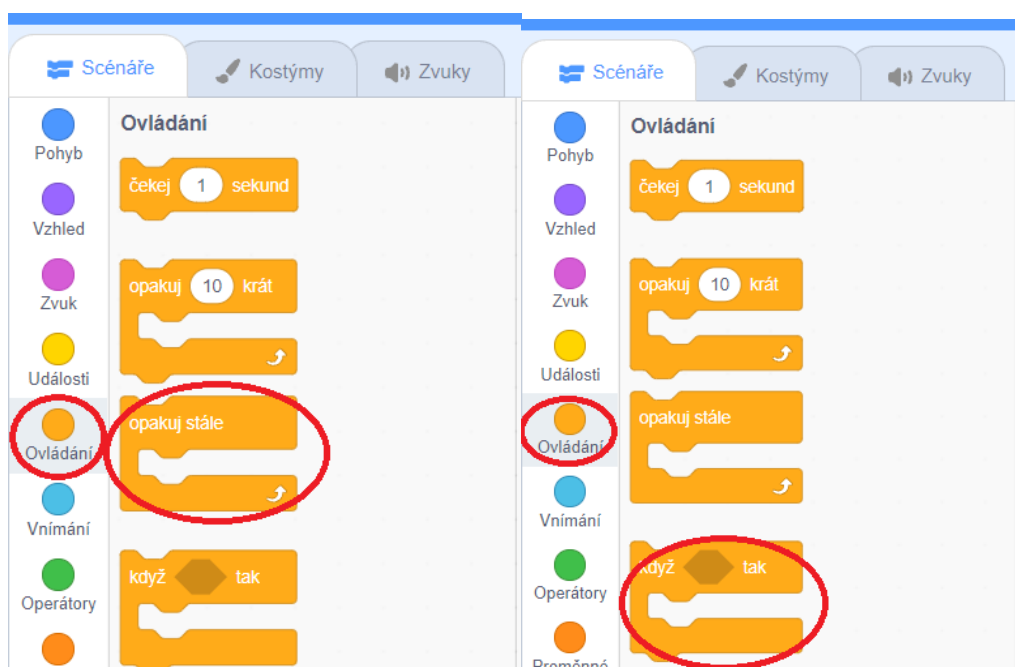 Scénáře Kostýmy Zvuky
Ovládání
Pohyb
čekej 1 sekund
Vzhled
opakuj 10 krát
Zvuk
Události
opakuj stále
Ovládání
Vnímání
když tak
Operátory
Scénáře Kostýmy Zvuky
Ovládání
Pohyb
čekej 1 sekund
Vzhled
opakuj 10 krát
Zvuk
Události
opakuj stále
Ovládání
Vnímání
když tak
Operátory
Proměnné